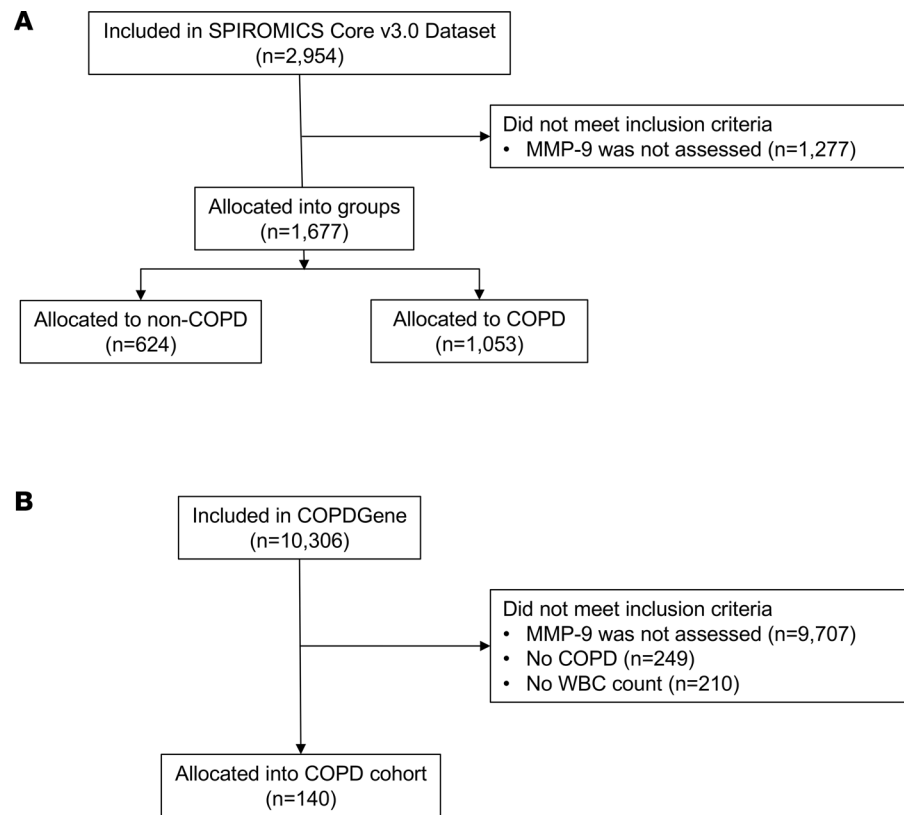 A
Included in SPIROMICS Core v3.0 Dataset
(n=2,954)
Did not meet inclusion criteria
• MMP-9 was not assessed (n=1,277)
Allocated into groups
(n=1,677)
Allocated to non-COPD
(n=624)
Allocated to COPD
(n=1,053)
B
Included in COPDGene
(n=10,306)
Did not meet inclusion criteria
• MMP-9 was not assessed (n=9,707)
• No COPD (n=249)
• No WBC count (n=210)
Allocated into COPD cohort
(n=140)